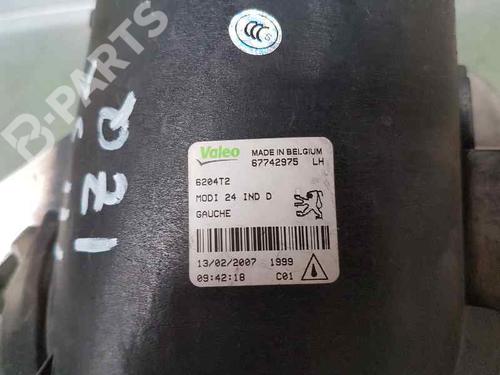 CCC S
IZQ
Valeo MADE IN BELGIUM
67742975 LH
6204T2
MODI 24 IND D
GAUCHE
13/02/2007 1999
09:42:18 C01
B-PARTS